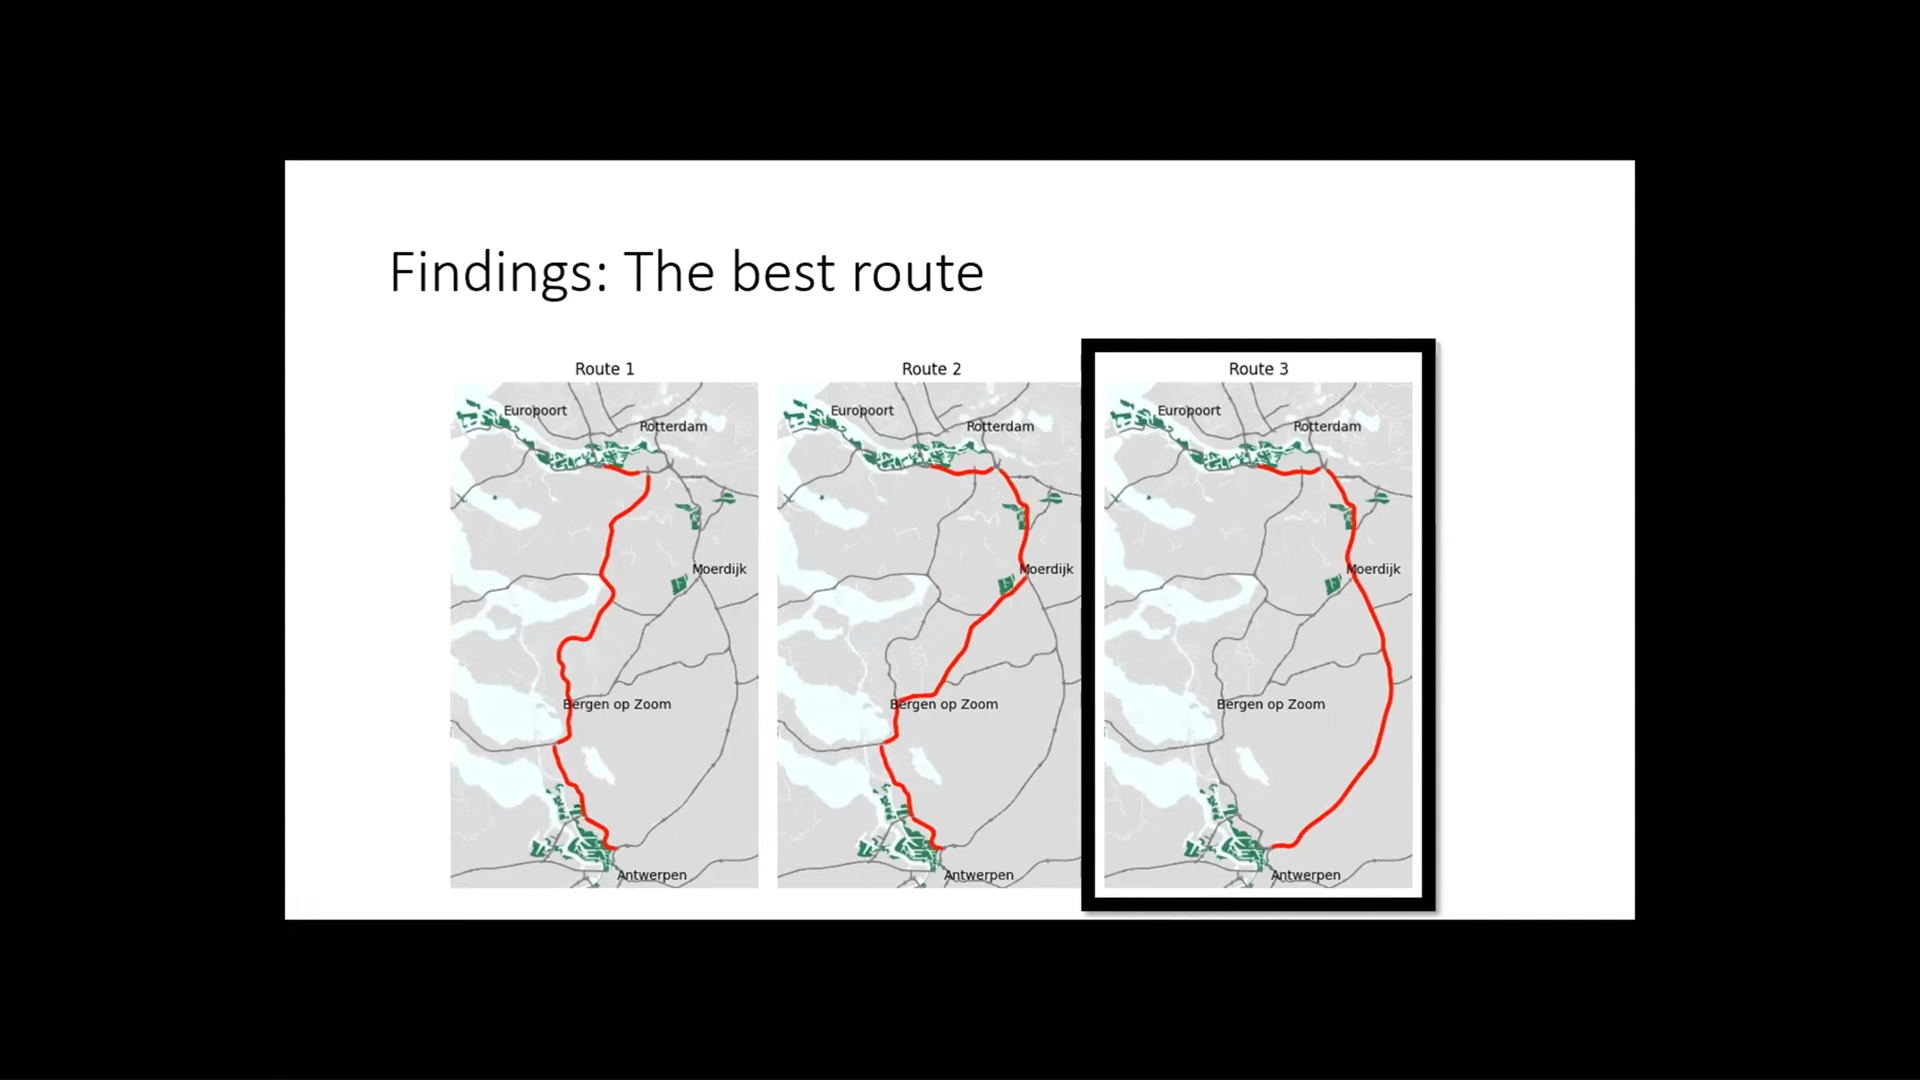 Findings: The best route
Route 1
Europoort
Rotterdam
Moerdijk
Bergen op Zoom
Antwerpen
Route 2
Europoort
Rotterdam
Moerdijk
Bergen op Zoom
Antwerpen
Route 3
Europoort
Rotterdam
Moerdijk
Bergen op Zoom
Antwerpen